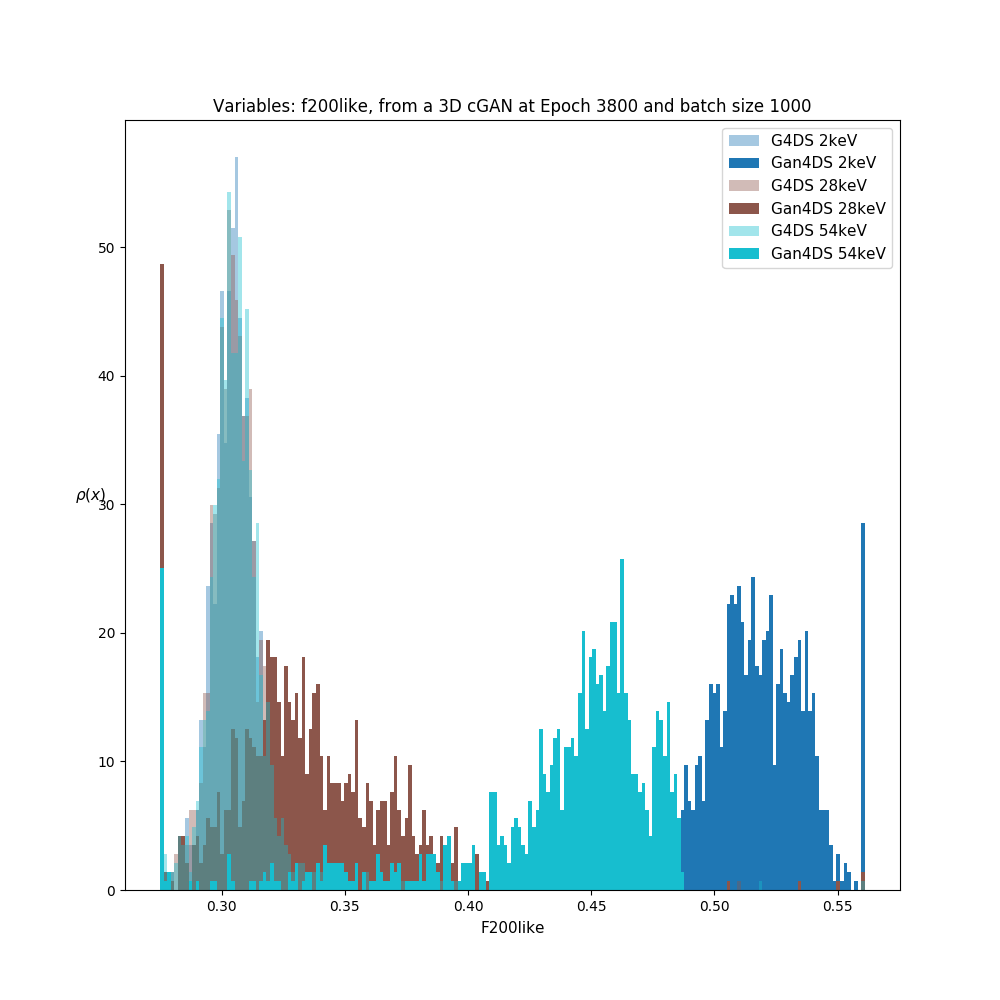 Variables: f200like, from a 3D cGAN at Epoch 3800 and batch size 1000
G4DS 2keV
Gan4DS 2keV
G4DS 28keV
Gan4DS 28keV
G4DS 54keV
Gan4DS 54keV
50
40
ρ(x)
30
20
10
0
0.30 0.35 0.40 0.45 0.50 0.55
F200like